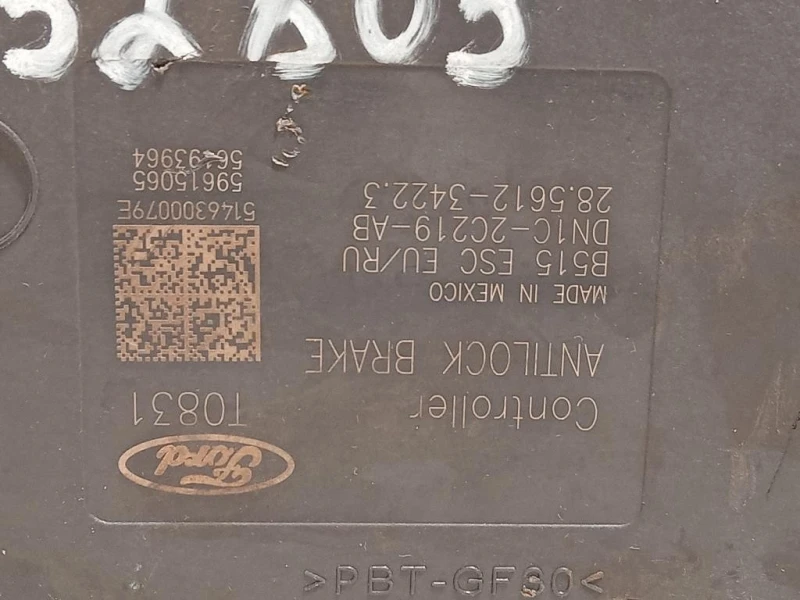 Controller
ANTILOCK BRAKE
MADE IN MEXICO
B515 ESC EU/RU
DN1C-2C219-AB
28.5612-3422.3
Ford
T0831
5146300079E
59615065
>PBT-GF30<